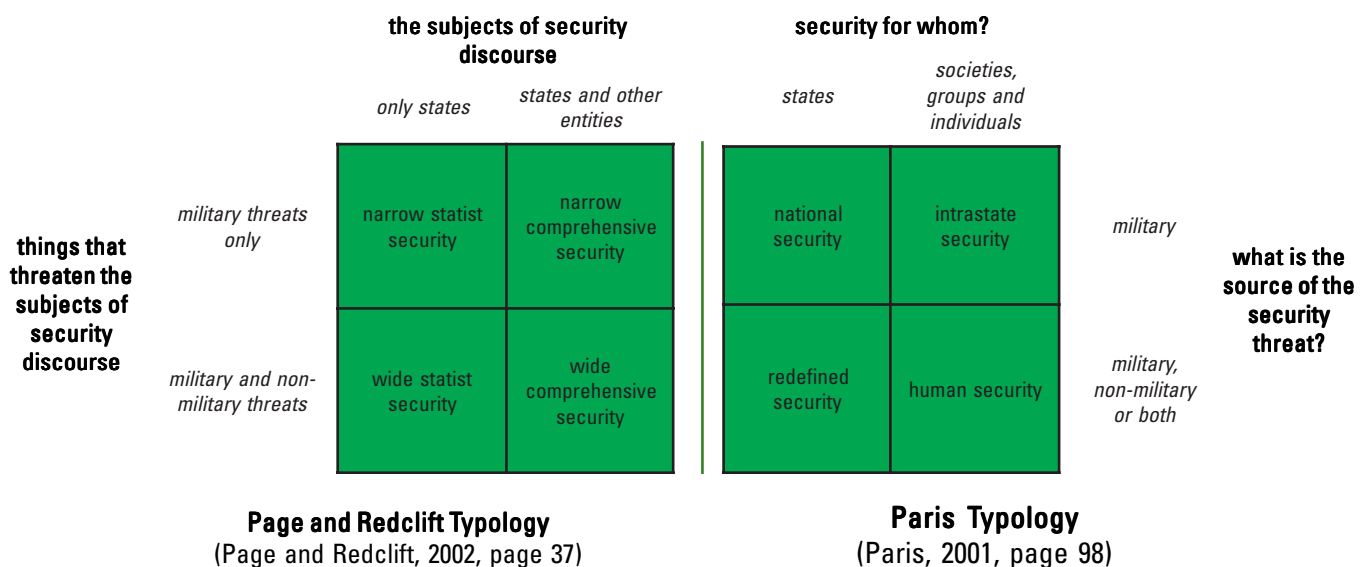 the subjects of security
discourse
security for whom?
only states
states and other
entities
states
societies,
groups and
individuals
things that
threaten the
subjects of
security
discourse
military threats
only
narrow statist
security
narrow
comprehensive
security
national
security
intrastate
security
military
what is the
source of the
security
threat?
military and non-
military threats
wide statist
security
wide
comprehensive
security
redefined
security
human security
military,
non-military
or both
Page and Redclift Typology
(Page and Redclift, 2002, page 37)
Paris Typology
(Paris, 2001, page 98)